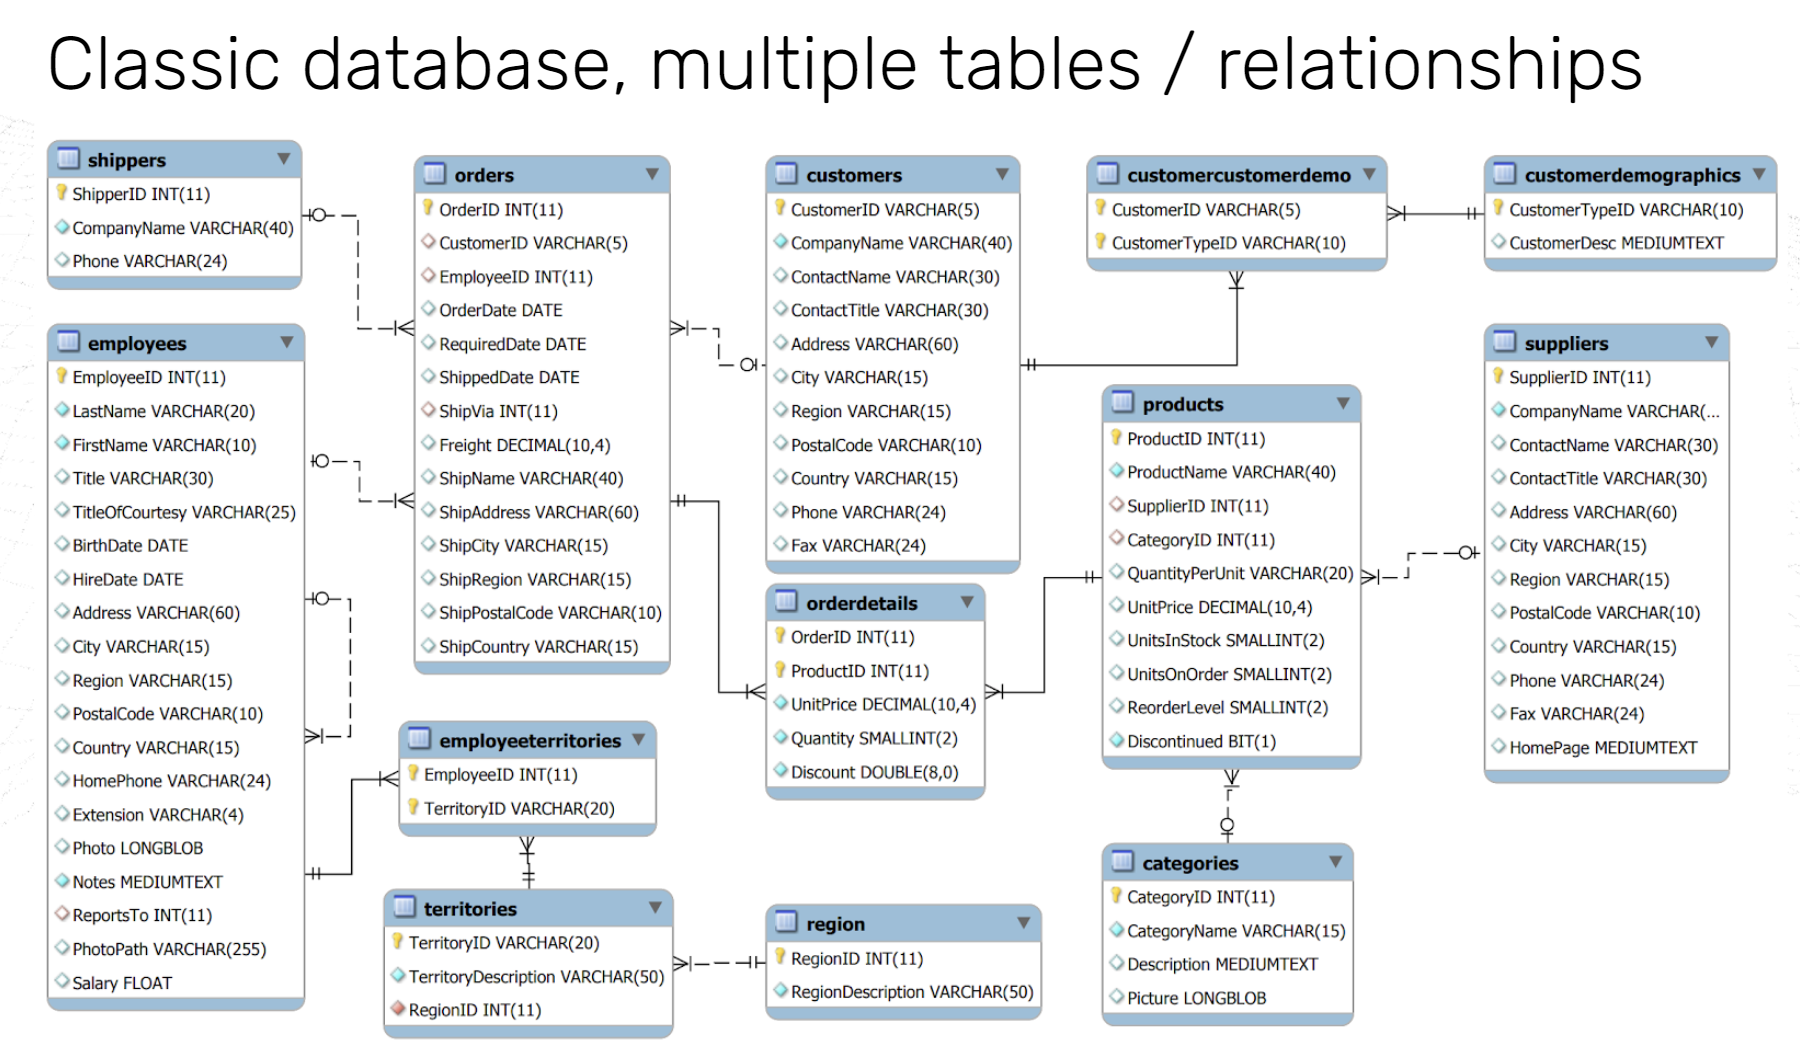 Classic database, multiple tables / relationships
shippers
ShipperID INT(11)
CompanyName VARCHAR(40)
Phone VARCHAR(24)
employees
EmployeeID INT(11)
LastName VARCHAR(20)
FirstName VARCHAR(10)
Title VARCHAR(30)
TitleOfCourtesy VARCHAR(25)
BirthDate DATE
HireDate DATE
Address VARCHAR(60)
City VARCHAR(15)
Region VARCHAR(15)
PostalCode VARCHAR(10)
Country VARCHAR(15)
HomePhone VARCHAR(24)
Extension VARCHAR(4)
Photo LONGBLOB
Notes MEDIUMTEXT
ReportsTo INT(11)
PhotoPath VARCHAR(255)
Salary FLOAT
orders
OrderID INT(11)
CustomerID VARCHAR(5)
EmployeeID INT(11)
OrderDate DATE
RequiredDate DATE
ShippedDate DATE
ShipVia INT(11)
Freight DECIMAL(10,4)
ShipName VARCHAR(40)
ShipAddress VARCHAR(60)
ShipCity VARCHAR(15)
ShipRegion VARCHAR(15)
ShipPostalCode VARCHAR(10)
ShipCountry VARCHAR(15)
employeeterritories
EmployeeID INT(11)
TerritoryID VARCHAR(20)
territories
TerritoryID VARCHAR(20)
TerritoryDescription VARCHAR(50)
RegionID INT(11)
customers
CustomerID VARCHAR(5)
CompanyName VARCHAR(40)
ContactName VARCHAR(30)
ContactTitle VARCHAR(30)
Address VARCHAR(60)
City VARCHAR(15)
Region VARCHAR(15)
PostalCode VARCHAR(10)
Country VARCHAR(15)
Phone VARCHAR(24)
Fax VARCHAR(24)
orderdetails
OrderID INT(11)
ProductID INT(11)
UnitPrice DECIMAL(10,4)
Quantity SMALLINT(2)
Discount DOUBLE(8,0)
region
RegionID INT(11)
RegionDescription VARCHAR(50)
customercustomerdemo
CustomerID VARCHAR(5)
CustomerTypeID VARCHAR(10)
products
ProductID INT(11)
ProductName VARCHAR(40)
SupplierID INT(11)
CategoryID INT(11)
QuantityPerUnit VARCHAR(20)
UnitPrice DECIMAL(10,4)
UnitsInStock SMALLINT(2)
UnitsOnOrder SMALLINT(2)
ReorderLevel SMALLINT(2)
Discontinued BIT(1)
categories
CategoryID INT(11)
CategoryName VARCHAR(15)
Description MEDIUMTEXT
Picture LONGBLOB
customerdemographics
CustomerTypeID VARCHAR(10)
CustomerDesc MEDIUMTEXT
suppliers
SupplierID INT(11)
CompanyName VARCHAR(...
ContactName VARCHAR(30)
ContactTitle VARCHAR(30)
Address VARCHAR(60)
City VARCHAR(15)
Region VARCHAR(15)
PostalCode VARCHAR(10)
Country VARCHAR(15)
Phone VARCHAR(24)
Fax VARCHAR(24)
HomePage MEDIUMTEXT